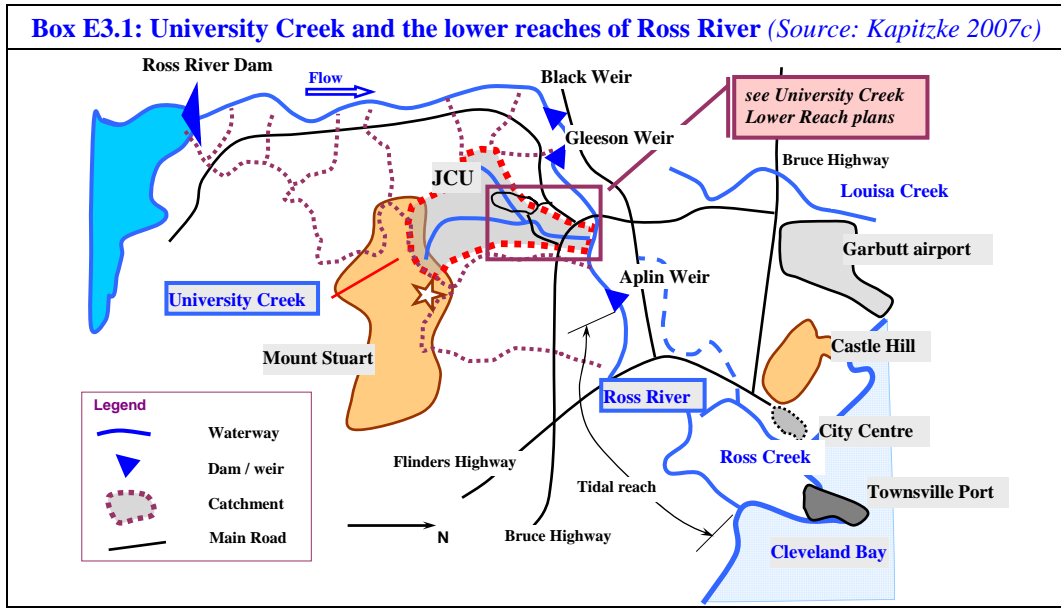 Box E3.1: University Creek and the lower reaches of Ross River (Source: Kapitzke 2007c)
Ross River Dam
Flow
Black Weir
see University Creek
Lower Reach plans
Gleeson Weir
Bruce Highway
JCU
Louisa Creek
Garbutt airport
Aplin Weir
University Creek
Castle Hill
Mount Stuart
Ross River
Legend
Waterway
Dam / weir
Catchment
Main Road
City Centre
Ross Creek
Flinders Highway
Tidal reach
Townsville Port
N
Bruce Highway
Cleveland Bay